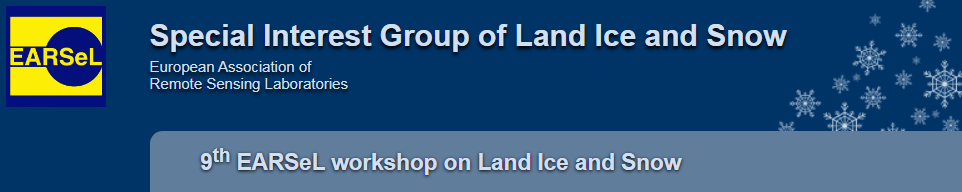 EARSeL
Special Interest Group of Land Ice and Snow
European Association of
Remote Sensing Laboratories
9th EARSeL workshop on Land Ice and Snow